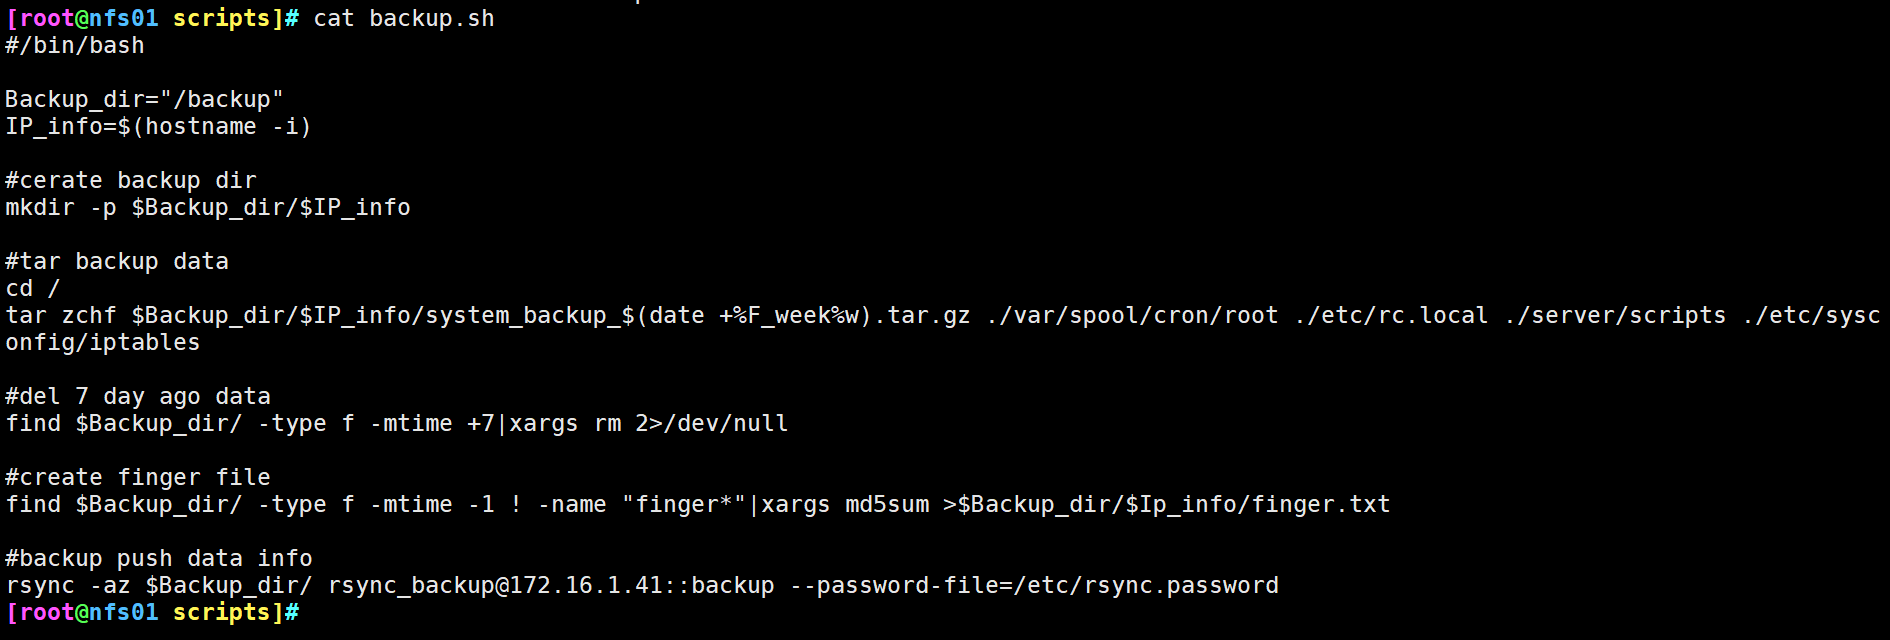 [root@nfs01 scripts]# cat backup.sh
#/bin/bash

Backup_dir="/backup"
IP_info=$(hostname -i)

#cerate backup dir
mkdir -p $Backup_dir/$IP_info

#tar backup data
cd /
tar zchf $Backup_dir/$IP_info/system_backup_$(date +%F_week%w).tar.gz ./var/spool/cron/root ./etc/rc.local ./server/scripts ./etc/sysc
onfig/iptables

#del 7 day ago data
find $Backup_dir/ -type f -mtime +7|xargs rm 2>/dev/null

#create finger file
find $Backup_dir/ -type f -mtime -1 ! -name "finger*"|xargs md5sum >$Backup_dir/$Ip_info/finger.txt

#backup push data info
rsync -az $Backup_dir/ rsync_backup@172.16.1.41::backup --password-file=/etc/rsync.password
[root@nfs01 scripts]#